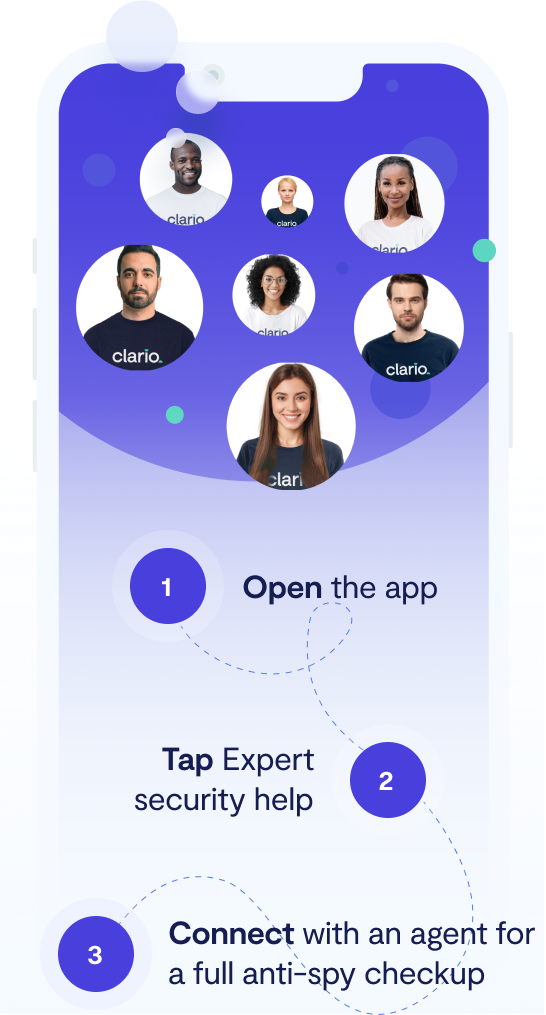 clario.
clario
clario
clario.
clario
clario.
clari
1
Open the app
Tap Expert
security help
2
3
Connect with an agent for
a full anti-spy checkup